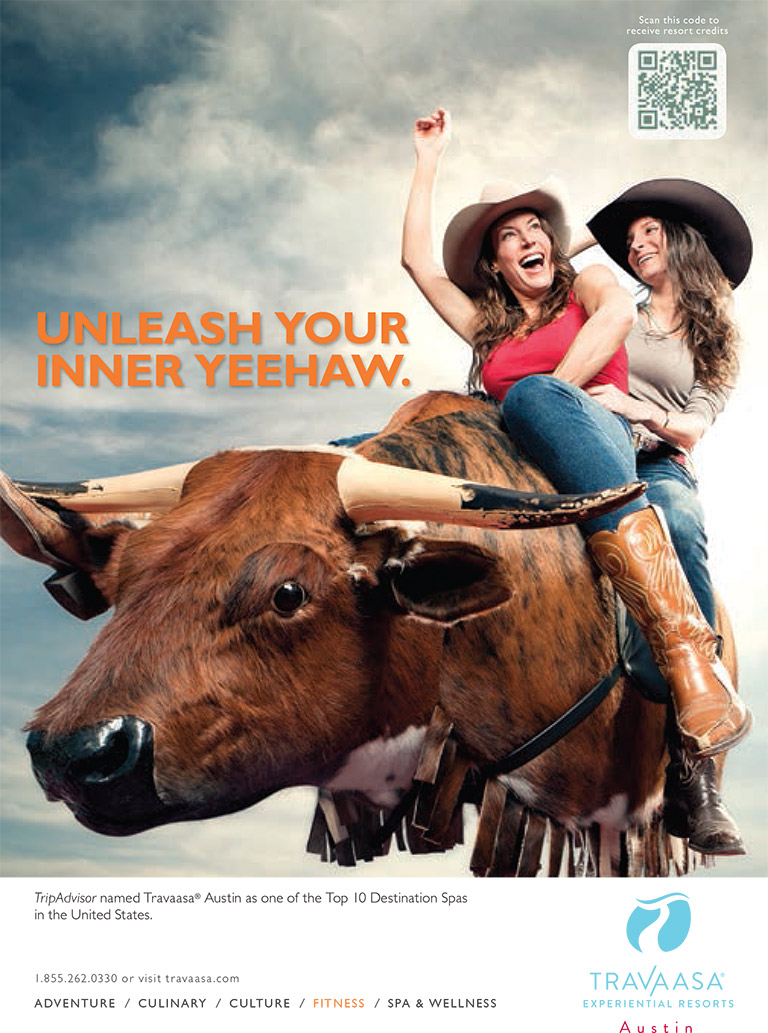 Scan this code to
receive resort credits
UNLEASH YOUR
INNER YEEHAW.
TripAdvisor named Travaasa® Austin as one of the Top 10 Destination Spas
in the United States.
1.855.262.0330 or visit travaasa.com
ADVENTURE / CULINARY / CULTURE / FITNESS / SPA & WELLNESS
TRAVAASA®
EXPERIENTIAL RESORTS
Austin